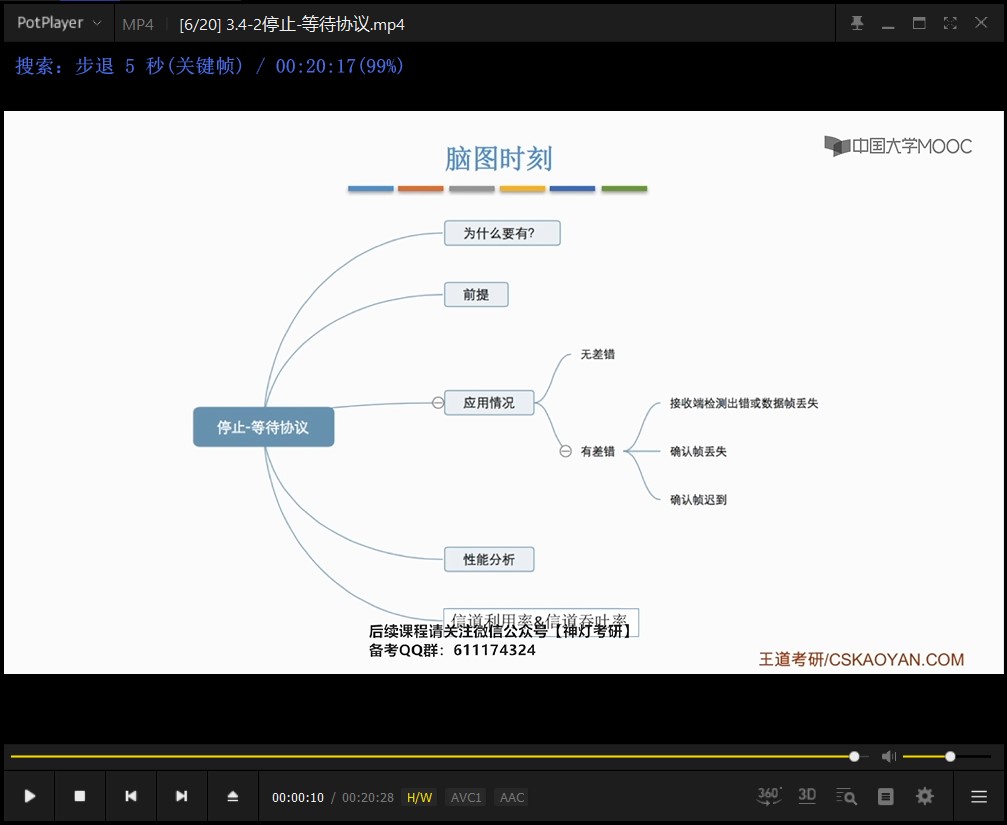 PotPlayer MP4 [6/20] 3.4-2停止-等待协议.mp4
搜索: 步退 5 秒(关键帧) / 00:20:17(99%)
中国大学MOOC
脑图时刻
为什么要有?
前提
无差错
应用情况
接收端检测出错或数据帧丢失
停止-等待协议
有差错
确认帧丢失
确认帧迟到
性能分析
信道利用率&信道吞吐率
后续课程请关注微信公众号【神灯考研】
备考QQ群：611174324
王道考研/CSKAOYAN.COM
00:00:10 / 00:20:28 H/W AVC1 AAC
360° 3D